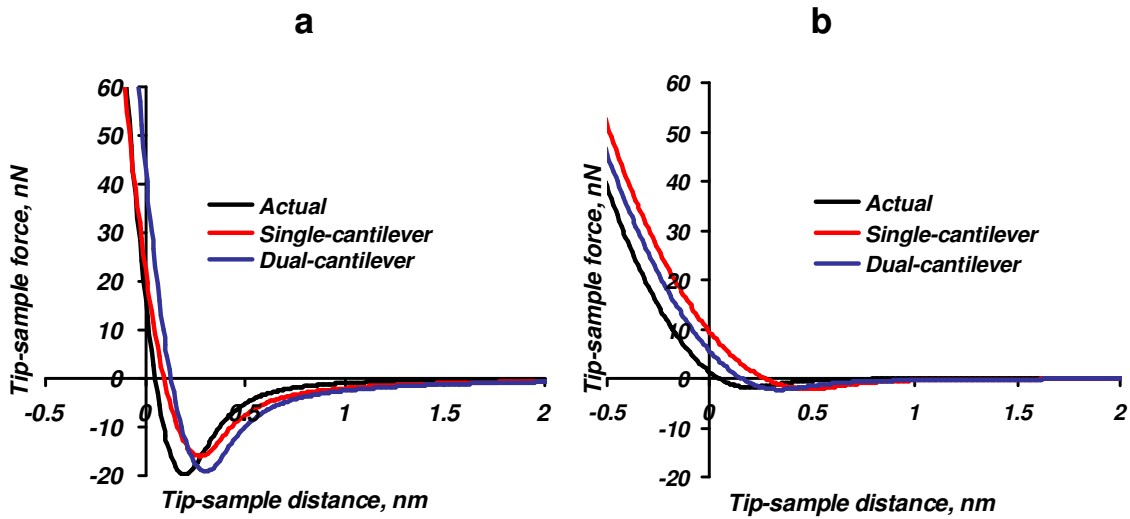 a
b
60
50
40
30
20
10
0
-10
-20
-0.5
0
0.5
1
1.5
2
Tip-sample force, nN
Tip-sample distance, nm
Actual
Single-cantilever
Dual-cantilever
60
50
40
30
20
10
0
-10
-20
-0.5
0
0.5
1
1.5
2
Tip-sample force, nN
Tip-sample distance, nm
Actual
Single-cantilever
Dual-cantilever